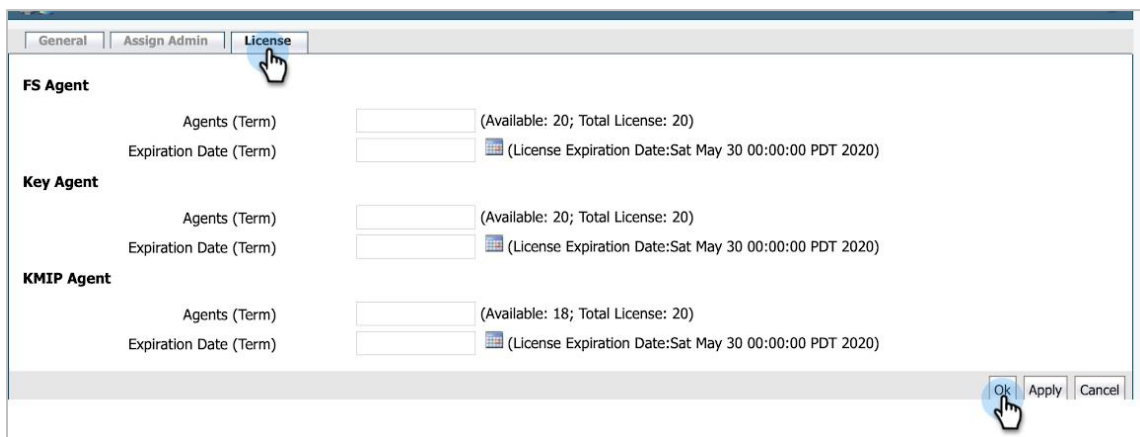 General Assign Admin License
FS Agent
Agents (Term) (Available: 20; Total License: 20)
Expiration Date (Term) (License Expiration Date:Sat May 30 00:00:00 PDT 2020)
Key Agent
Agents (Term) (Available: 20; Total License: 20)
Expiration Date (Term) (License Expiration Date:Sat May 30 00:00:00 PDT 2020)
KMIP Agent
Agents (Term) (Available: 18; Total License: 20)
Expiration Date (Term) (License Expiration Date:Sat May 30 00:00:00 PDT 2020)
Ok Apply Cancel